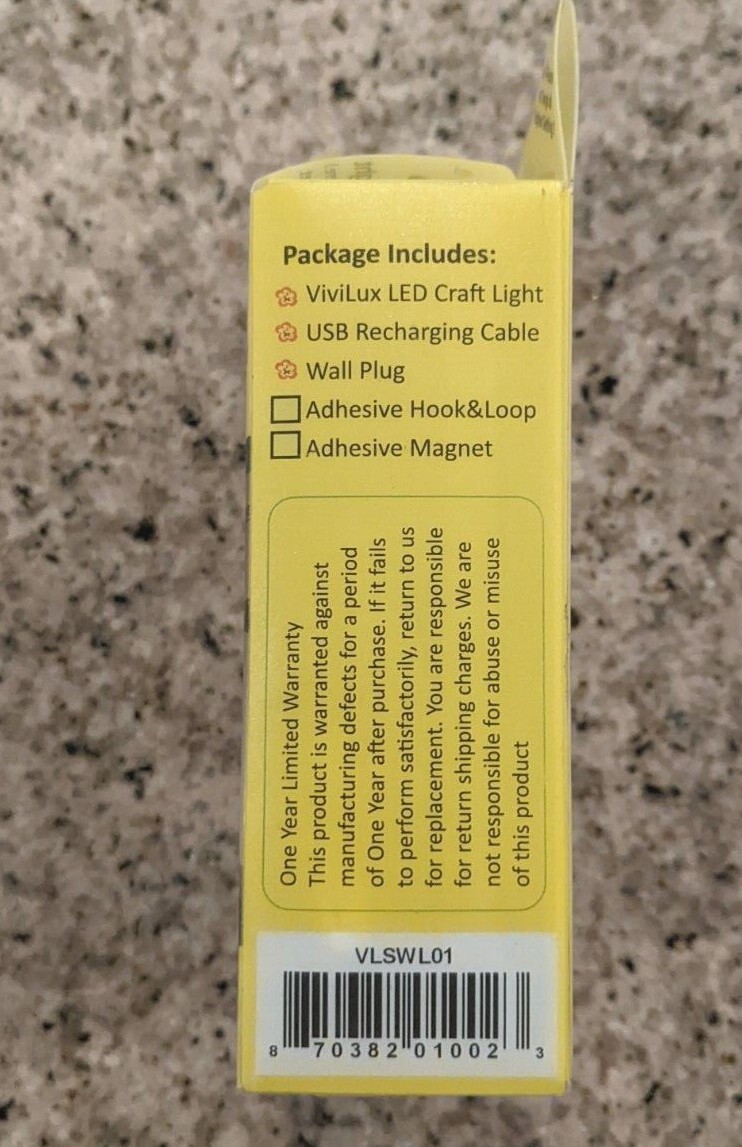 Package Includes:
ViviLux LED Craft Light
USB Recharging Cable
Wall Plug
Adhesive Hook&Loop
Adhesive Magnet
One Year Limited Warranty
This product is warranted against
manufacturing defects for a period
of One Year after purchase. If it fails
to perform satisfactorily, return to us
for replacement. You are responsible
for return shipping charges. We are
not responsible for abuse or misuse
of this product
VLSWL01
8 70382 01002 3